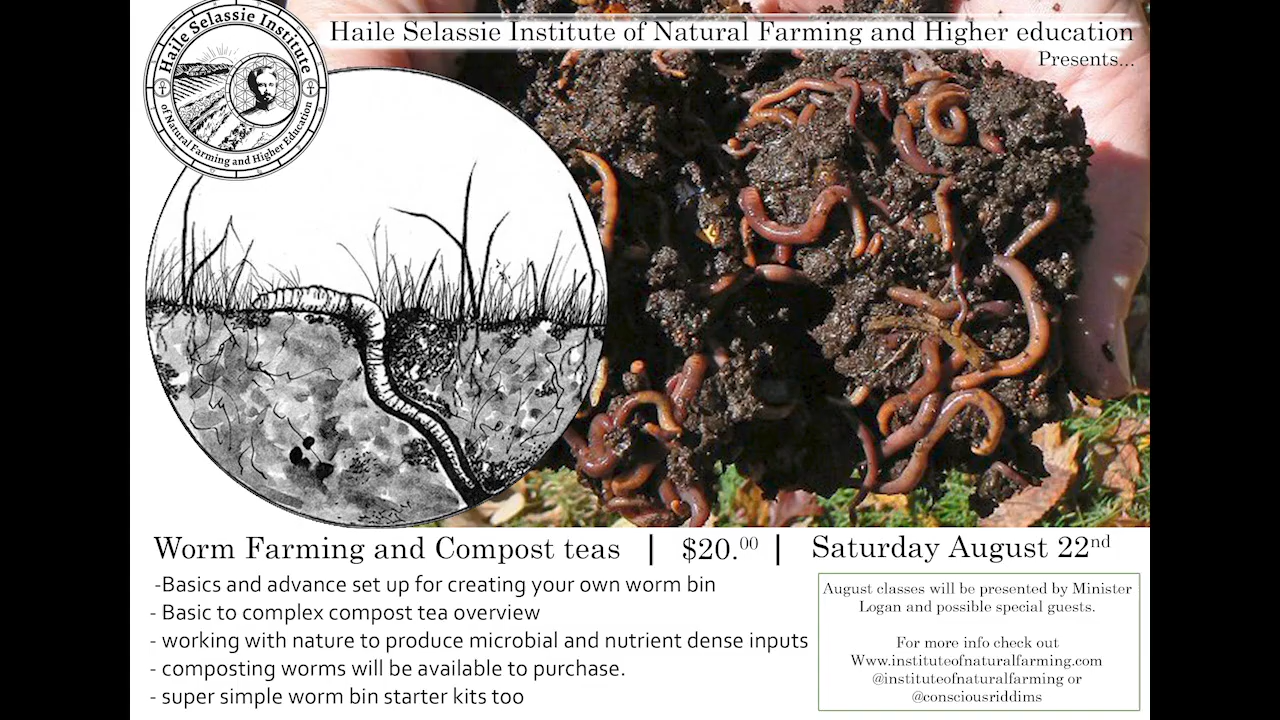 Haile Selassie Institute
of Natural Farming and Higher Education
Haile Selassie Institute of Natural Farming and Higher education
Presents...
Worm Farming and Compost teas | $20.00 | Saturday August 22nd
-Basics and advance set up for creating your own worm bin
- Basic to complex compost tea overview
- working with nature to produce microbial and nutrient dense inputs
- composting worms will be available to purchase.
- super simple worm bin starter kits too
August classes will be presented by Minister
Logan and possible special guests.
For more info check out
Www.instituteofnaturalfarming.com
@instituteofnaturalfarming or
@consciousriddims